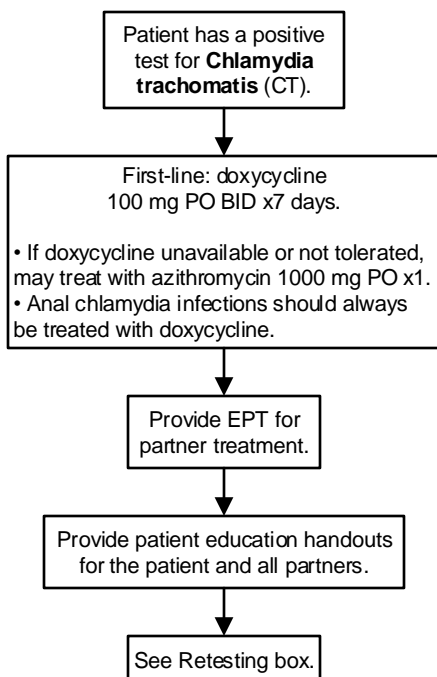 Patient has a positive
test for Chlamydia
trachomatis (CT).
First-line: doxycycline
100 mg PO BID x7 days.
• If doxycycline unavailable or not tolerated,
may treat with azithromycin 1000 mg PO x1.
• Anal chlamydia infections should always
be treated with doxycycline.
Provide EPT for
partner treatment.
Provide patient education handouts
for the patient and all partners.
See Retesting box.